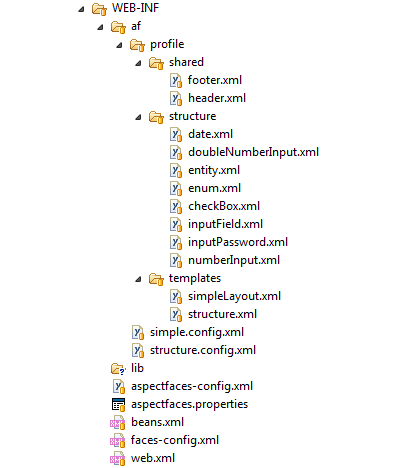 WEB-INF
af
profile
shared
footer.xml
header.xml
structure
date.xml
doubleNumberInput.xml
entity.xml
enum.xml
checkBox.xml
inputField.xml
inputPassword.xml
numberInput.xml
templates
simpleLayout.xml
structure.xml
simple.config.xml
structure.config.xml
lib
aspectfaces-config.xml
aspectfaces.properties
beans.xml
faces-config.xml
web.xml